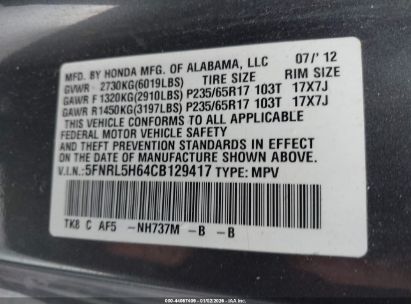 MFD. BY HONDA MFG. OF ALABAMA, LLC 07/' 12
GVWR 2730KG(6019LBS) TIRE SIZE RIM SIZE
GAWR F 1320KG(2910LBS) P235/65R17 103T 17X7J
GAWR R 1450KG(3197LBS) P235/65R17 103T 17X7J
THIS VEHICLE CONFORMS TO ALL APPLICABLE
FEDERAL MOTOR VEHICLE SAFETY, BUMPER,
AND THEFT PREVENTION STANDARDS IN EFFECT
ON THE DATE OF MANUFACTURE SHOWN ABOVE.
V.I.N.: 5FNRL5H64CB129417 TYPE: MPV
TK8 C AF5 -NH737M -B -B